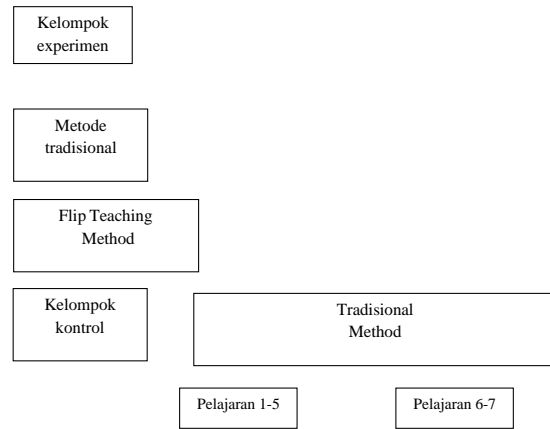 Kelompok
experimen
Metode
tradisional
Flip Teaching
Method
Kelompok
kontrol
Tradisional
Method
Pelajaran 1-5
Pelajaran 6-7